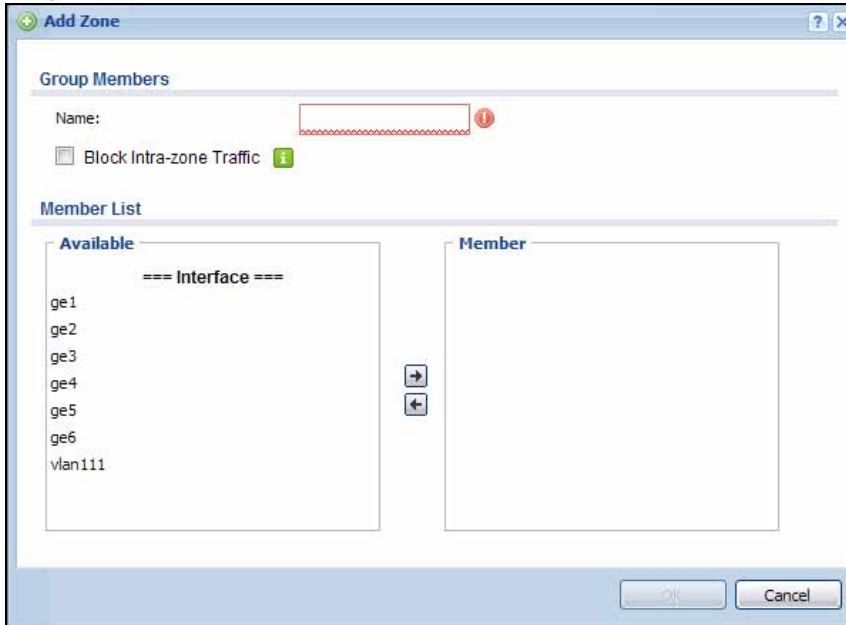 Add Zone
Group Members
Name:
Block Intra-zone Traffic
Member List
Available
Member
=== Interface ===
ge1
ge2
ge3
ge4
ge5
ge6
vlan111
OK
Cancel